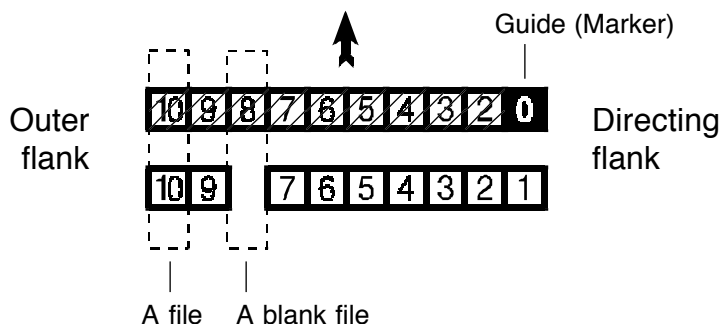 Guide (Marker)
10 9 8 7 6 5 4 3 2 0
Outer flank
Directing flank
10 9 7 6 5 4 3 2 1
A file
A blank file